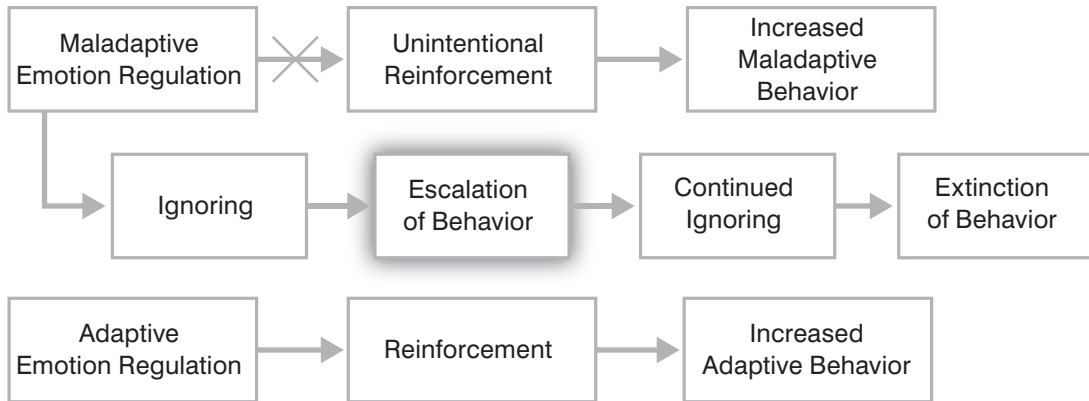 Maladaptive
Emotion Regulation
Unintentional
Reinforcement
Increased
Maladaptive
Behavior
Ignoring
Escalation
of Behavior
Continued
Ignoring
Extinction
of Behavior
Adaptive
Emotion Regulation
Reinforcement
Increased
Adaptive Behavior